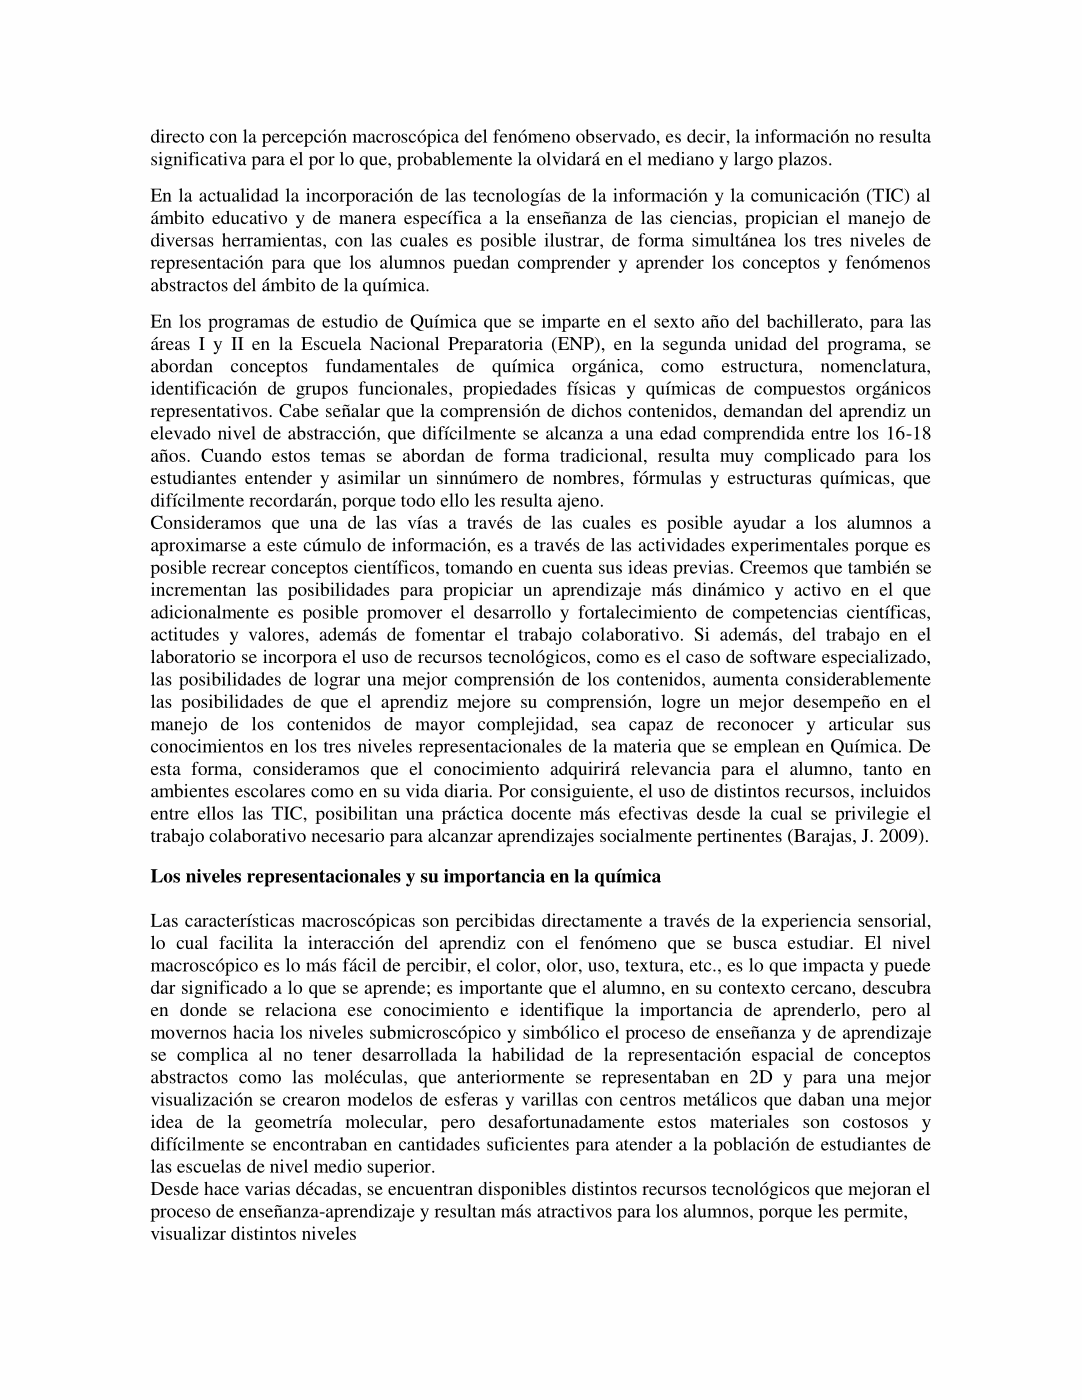 directo con la percepción macroscópica del fenómeno observado, es decir, la información no resulta
significativa para el por lo que, probablemente la olvidará en el mediano y largo plazos.
En la actualidad la incorporación de las tecnologías de la información y la comunicación (TIC) al
ámbito educativo y de manera específica a la enseñanza de las ciencias, propician el manejo de
diversas herramientas, con las cuales es posible ilustrar, de forma simultánea los tres niveles de
representación para que los alumnos puedan comprender y aprender los conceptos y fenómenos
abstractos del ámbito de la química.
En los programas de estudio de Química que se imparte en el sexto año del bachillerato, para las
áreas I y II en la Escuela Nacional Preparatoria (ENP), en la segunda unidad del programa, se
abordan conceptos fundamentales de química orgánica, como estructura, nomenclatura,
identificación de grupos funcionales, propiedades físicas y químicas de compuestos orgánicos
representativos. Cabe señalar que la comprensión de dichos contenidos, demandan del aprendiz un
elevado nivel de abstracción, que difícilmente se alcanza a una edad comprendida entre los 16-18
años. Cuando estos temas se abordan de forma tradicional, resulta muy complicado para los
estudiantes entender y asimilar un sinnúmero de nombres, fórmulas y estructuras químicas, que
difícilmente recordarán, porque todo ello les resulta ajeno.
Consideramos que una de las vías a través de las cuales es posible ayudar a los alumnos a
aproximarse a este cúmulo de información, es a través de las actividades experimentales porque es
posible recrear conceptos científicos, tomando en cuenta sus ideas previas. Creemos que también se
incrementan las posibilidades para propiciar un aprendizaje más dinámico y activo en el que
adicionalmente es posible promover el desarrollo y fortalecimiento de competencias científicas,
actitudes y valores, además de fomentar el trabajo colaborativo. Si además, del trabajo en el
laboratorio se incorpora el uso de recursos tecnológicos, como es el caso de software especializado,
las posibilidades de lograr una mejor comprensión de los contenidos, aumenta considerablemente
las posibilidades de que el aprendiz mejore su comprensión, logre un mejor desempeño en el
manejo de los contenidos de mayor complejidad, sea capaz de reconocer y articular sus
conocimientos en los tres niveles representacionales de la materia que se emplean en Química. De
esta forma, consideramos que el conocimiento adquirirá relevancia para el alumno, tanto en
ambientes escolares como en su vida diaria. Por consiguiente, el uso de distintos recursos, incluidos
entre ellos las TIC, posibilitan una práctica docente más efectivas desde la cual se privilegie el
trabajo colaborativo necesario para alcanzar aprendizajes socialmente pertinentes (Barajas, J. 2009).
Los niveles representacionales y su importancia en la química
Las características macroscópicas son percibidas directamente a través de la experiencia sensorial,
lo cual facilita la interacción del aprendiz con el fenómeno que se busca estudiar. El nivel
macroscópico es lo más fácil de percibir, el color, olor, uso, textura, etc., es lo que impacta y puede
dar significado a lo que se aprende; es importante que el alumno, en su contexto cercano, descubra
en donde se relaciona ese conocimiento e identifique la importancia de aprenderlo, pero al
movernos hacia los niveles submicroscópico y simbólico el proceso de enseñanza y de aprendizaje
se complica al no tener desarrollada la habilidad de la representación espacial de conceptos
abstractos como las moléculas, que anteriormente se representaban en 2D y para una mejor
visualización se crearon modelos de esferas y varillas con centros metálicos que daban una mejor
idea de la geometría molecular, pero desafortunadamente estos materiales son costosos y
difícilmente se encontraban en cantidades suficientes para atender a la población de estudiantes de
las escuelas de nivel medio superior.
Desde hace varias décadas, se encuentran disponibles distintos recursos tecnológicos que mejoran el
proceso de enseñanza-aprendizaje y resultan más atractivos para los alumnos, porque les permite,
visualizar distintos niveles